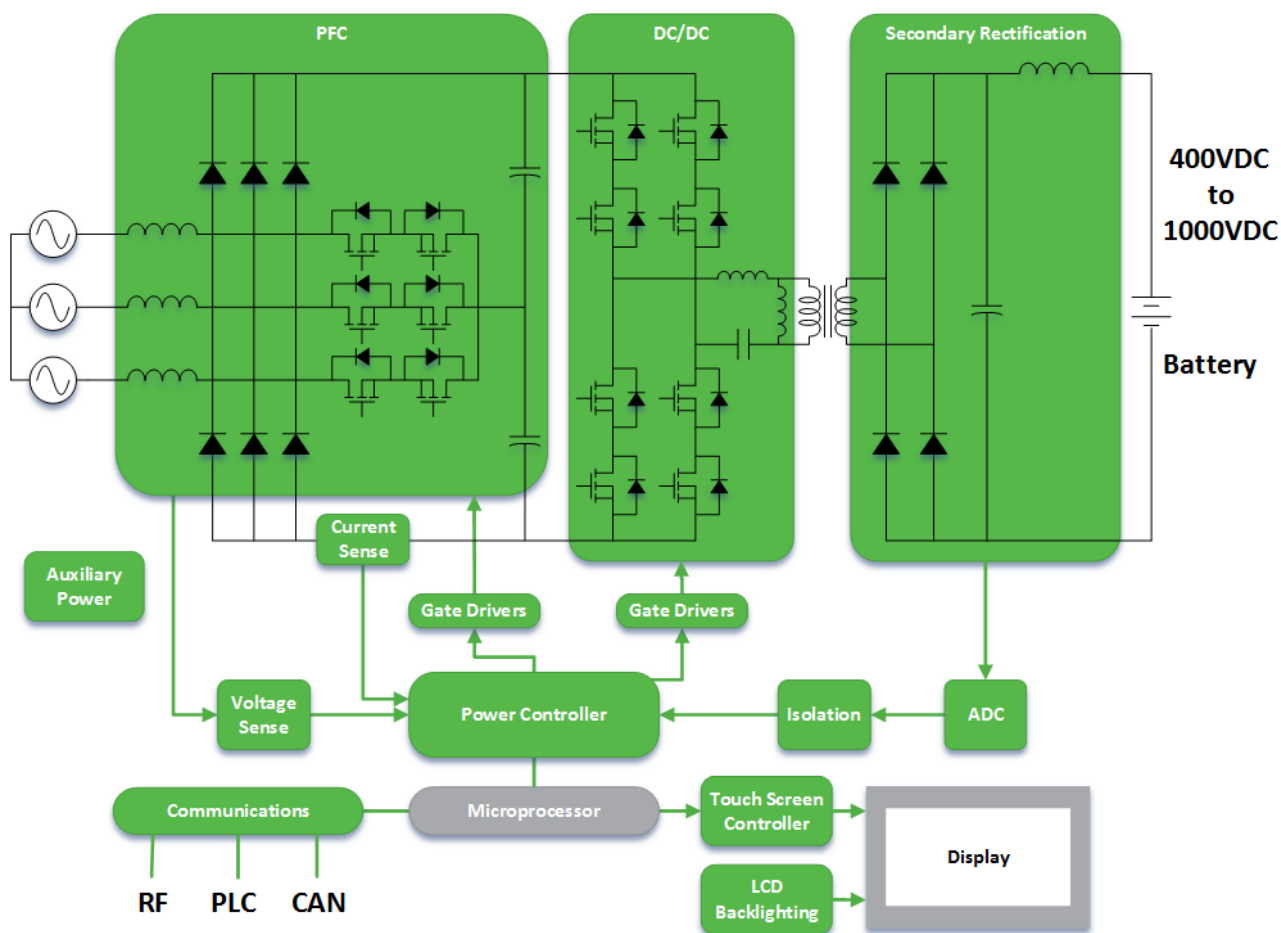 PFC
DC/DC
Secondary Rectification
400VDC
to
1000VDC
Battery
Current
Sense
Auxiliary
Power
Gate Drivers
Gate Drivers
Voltage
Sense
Power Controller
Isolation
ADC
Communications
Microprocessor
Touch Screen
Controller
Display
RF
PLC
CAN
LCD
Backlighting